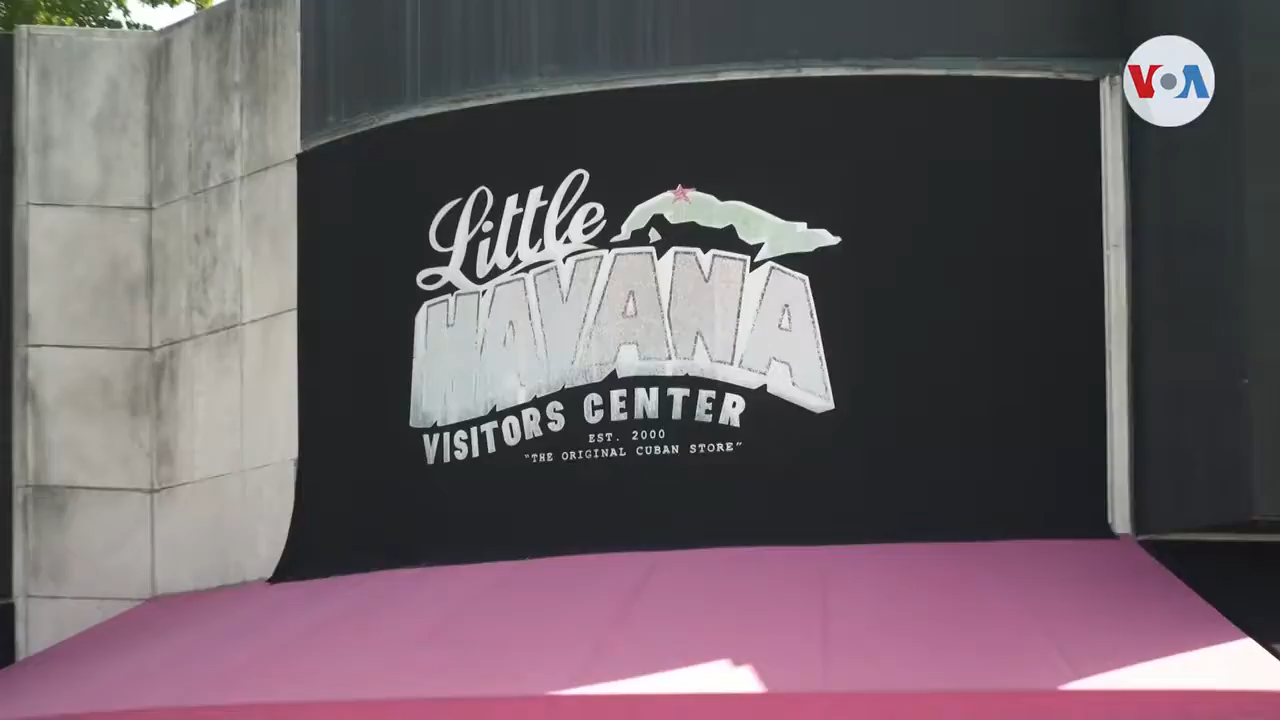 VOA
Little
HAVANA
VISITORS CENTER
EST. 2000
"THE ORIGINAL CUBAN STORE"